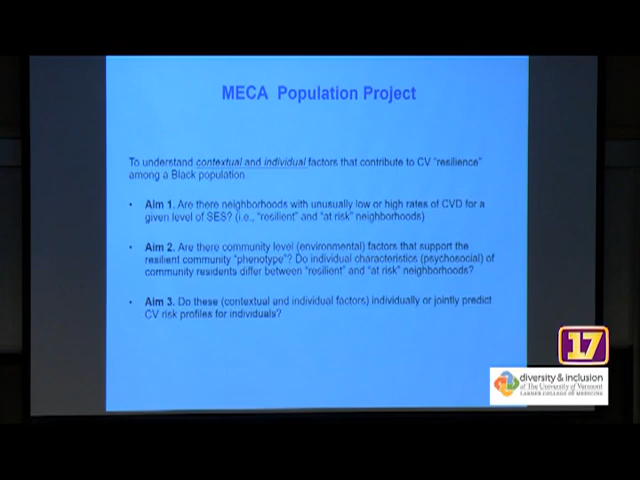 MECA Population Project
To understand contextual and individual factors that contribute to CV "resilience"
among a Black population
• Aim 1. Are there neighborhoods with unusually low or high rates of CVD for a
given level of SES? (i.e., "resilient" and "at risk" neighborhoods)
• Aim 2. Are there community level (environmental) factors that support the
resilient community "phenotype"? Do individual characteristics (psychosocial) of
community residents differ between "resilient" and "at risk" neighborhoods?
• Aim 3. Do these (contextual and individual factors) individually or jointly predict
CV risk profiles for individuals?
17
diversity & inclusion
at The University of Vermont
LARNER COLLEGE OF MEDICINE